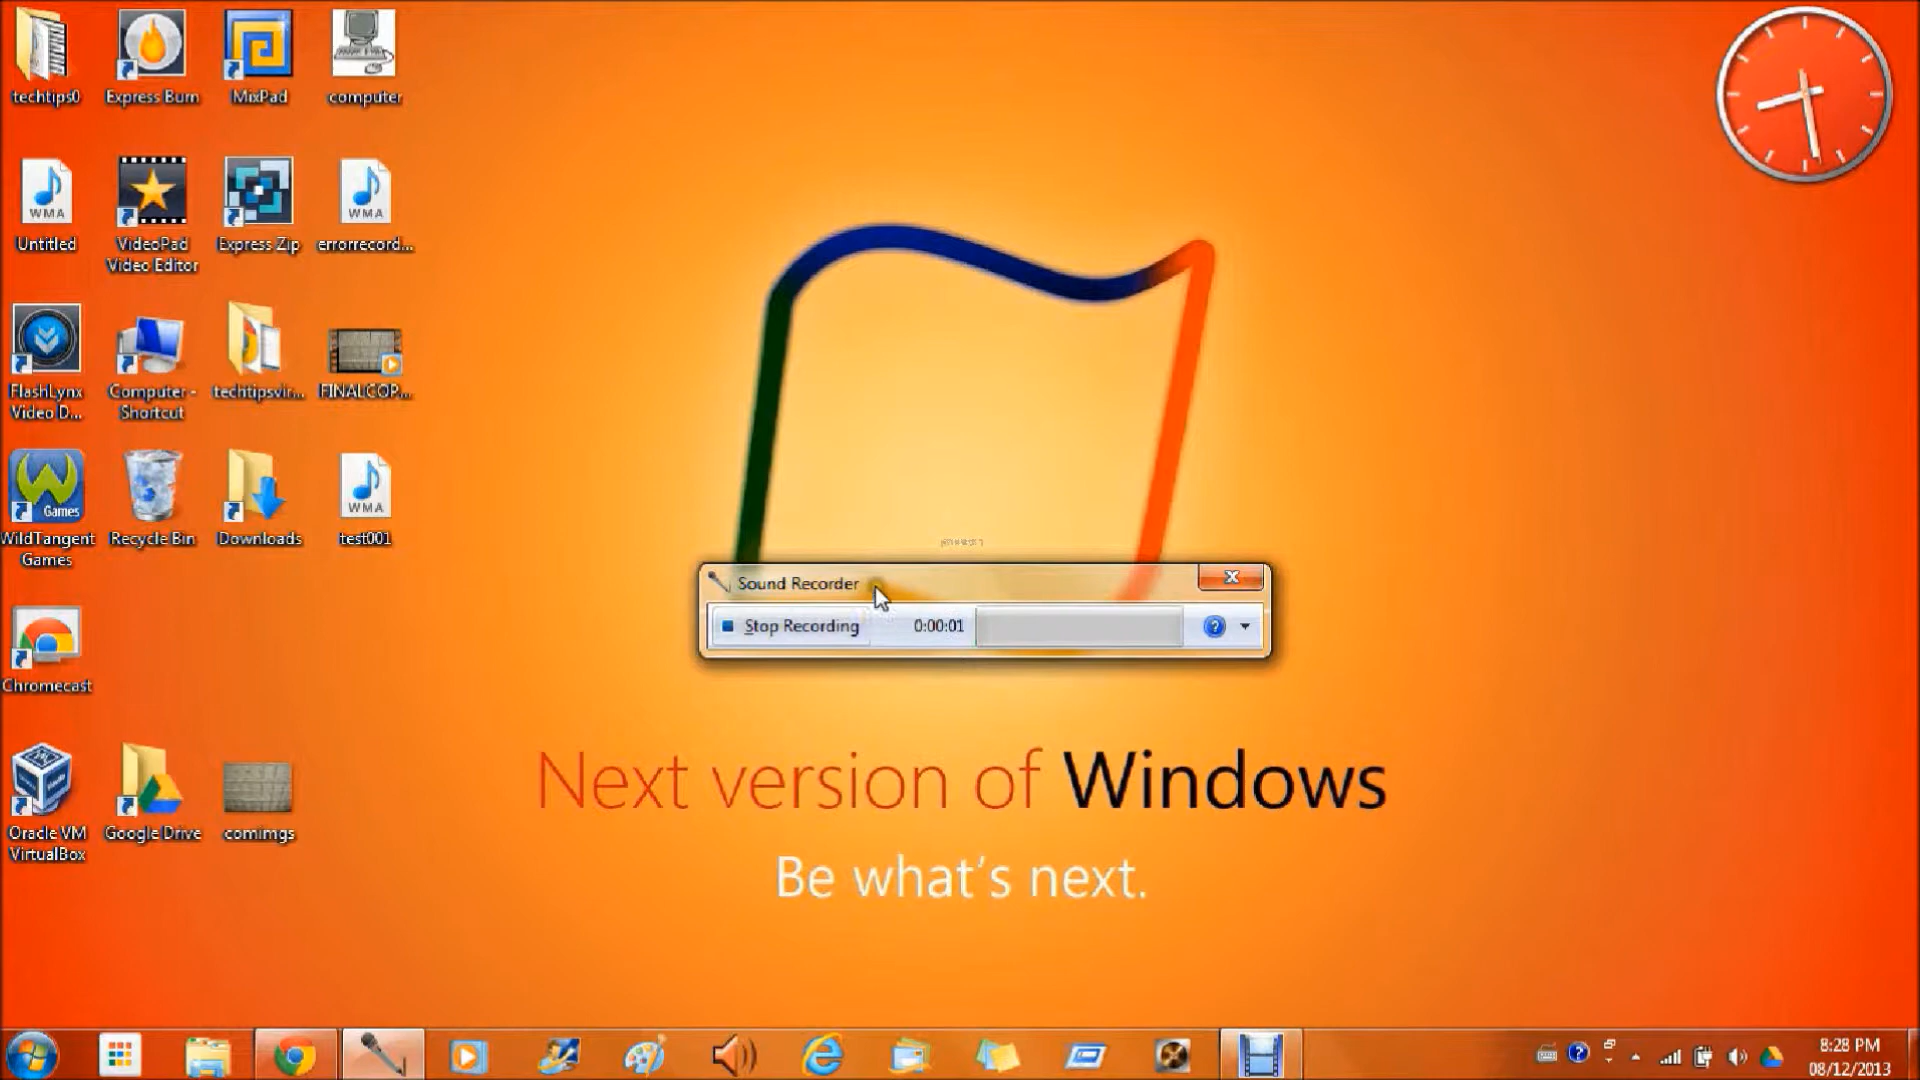 techtips0
Express Burn
MixPad
computer
WMA
Untitled
VideoPad
Video Editor
Express Zip
WMA
errorrecord...
FlashLynx
Video D...
Computer -
Shortcut
techtipsvir...
FINALCOP...
Games
WildTangent
Games
Recycle Bin
Downloads
WMA
test001
Sound Recorder
Stop Recording
0:00:01
Chromecast
Next version of Windows
Be what's next.
Oracle VM
VirtualBox
Google Drive
comimgs
8:28 PM
08/12/2013